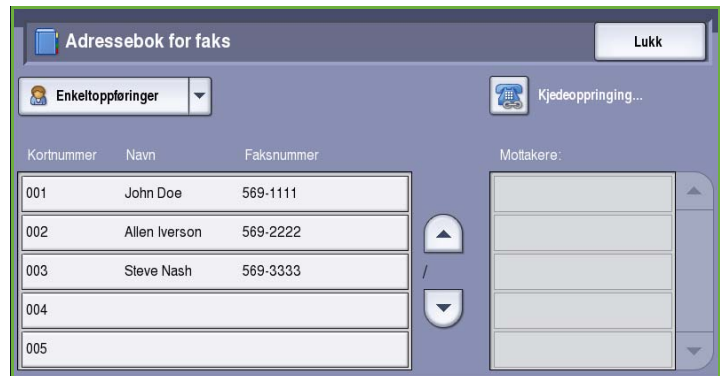 Adressebok for faks
Lukk
Enkeltoppføringer
Kjedeoppringing...
Kortnummer Navn Faksnummer
Mottakere:
001 John Doe 569-1111
002 Allen Iverson 569-2222
003 Steve Nash 569-3333
/
004
005